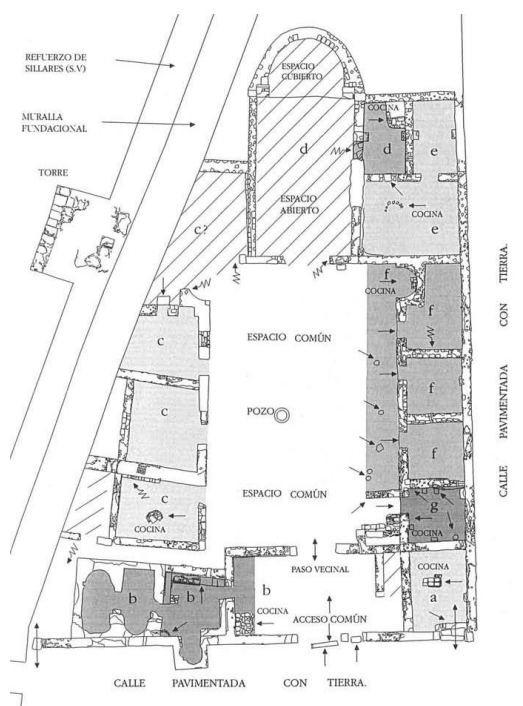 REFUERZO DE
SILLARES (S.V)
MURALLA
FUNDACIONAL
TORRE
ESPACIO
CUBIERTO
d
ESPACIO
ABIERTO
COCINA
d
e
COCINA
e
c?
f
COCINA
f
ESPACIO COMÚN
c
f
c
POZO
f
ESPACIO COMÚN
c
COCINA
g
COCINA
PASO VECINAL
b
b
b
COCINA
ACCESO COMÚN
a
CALLE PAVIMENTADA CON TIERRA.
CALLE PAVIMENTADA CON TIERRA.